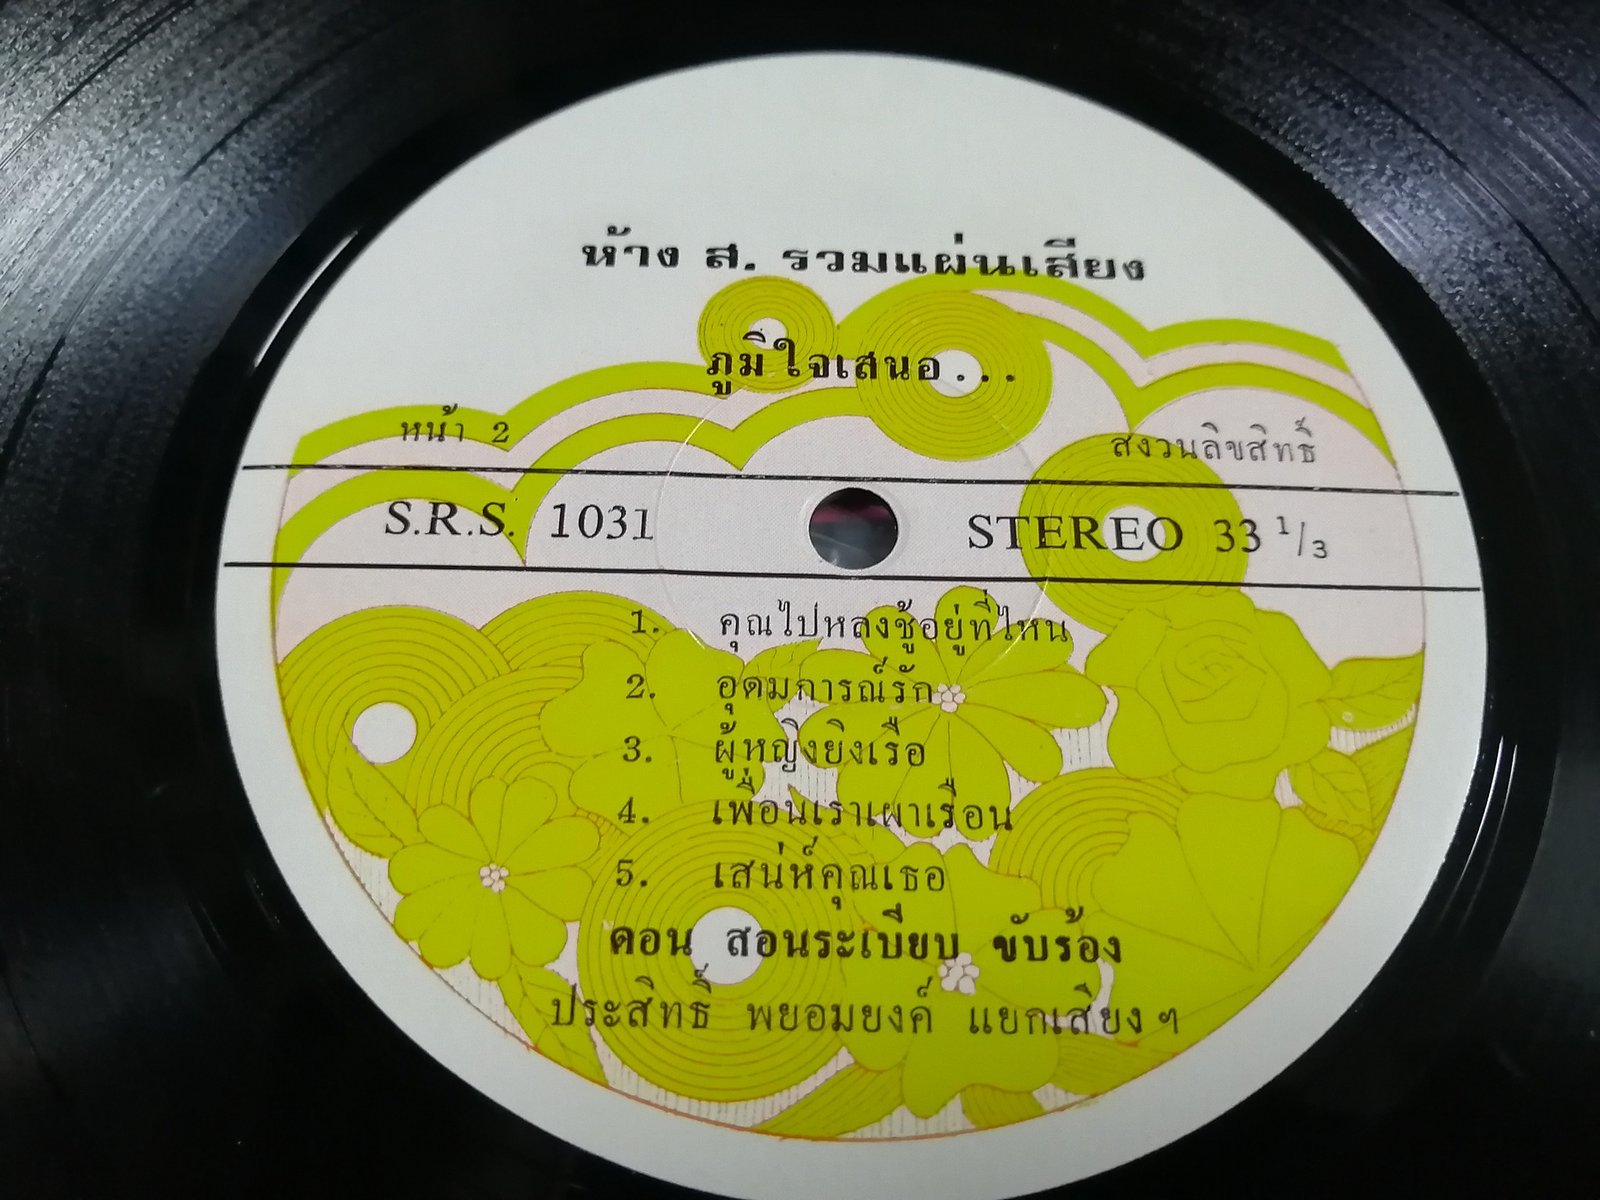 ห้าง ส. รวมแผ่นเสียง
ภูมิใจเสนอ...
หน้า 2
สงวนลิขสิทธิ์
S.R.S. 1031
STEREO 33 1/3
1. คุณไปหลงชู้อยู่ที่ไหน
2. อุดมการณ์รัก
3. ผู้หญิงยิงเรือ
4. เพื่อนเราเผาเรือน
5. เสน่ห์คุณเธอ
ดอน สอนระเบียบ ขับร้อง
ประสิทธิ์ พยอมยงค์ แยกเสียงฯ